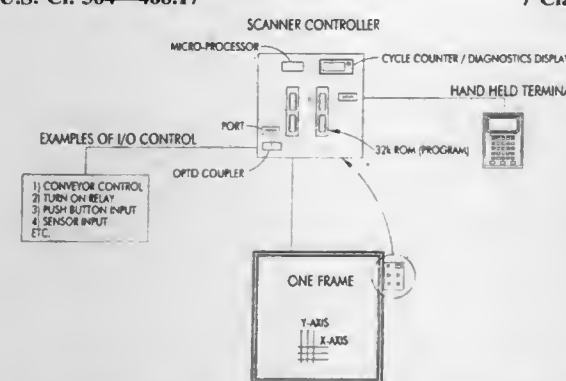 U.S. Cl. 364—468.17
7 Cla
SCANNER CONTROLLER
MICRO-PROCESSOR
CYCLE COUNTER / DIAGNOSTICS DISPLAY
HAND HELD TERMINA
PORT
EXAMPLES OF I/O CONTROL
32k ROM (PROGRAM)
OPTO COUPLER
1) CONVEYOR CONTROL
2) TURN ON RELAY
3) PUSH BUTTON INPUT
4) SENSOR INPUT
ETC.
ONE FRAME
Y-AXIS
X-AXIS